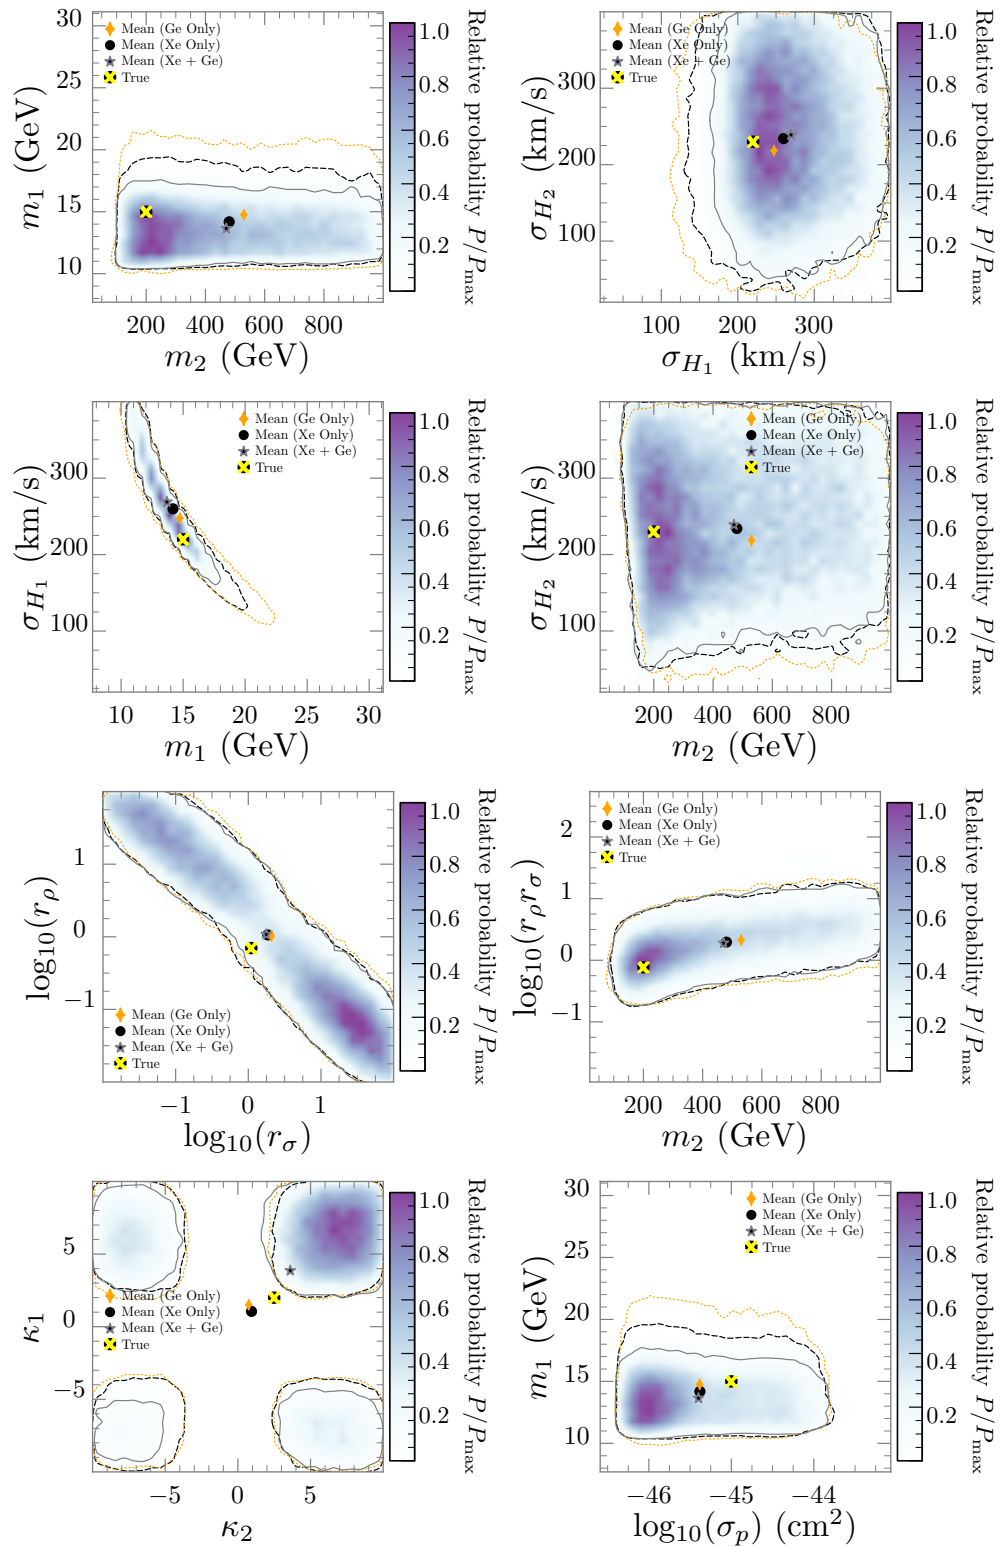 30
25
20
15
10
m₁ (GeV)
Mean (Ge Only)
Mean (Xe Only)
Mean (Xe + Ge)
True
200 400 600 800
m₂ (GeV)
1.0
0.8
0.6
0.4
0.2
Relative probability P/Pmax
300
200
100
σH₂ (km/s)
Mean (Ge Only)
Mean (Xe Only)
Mean (Xe + Ge)
True
100 200 300
σH₁ (km/s)
1.0
0.8
0.6
0.4
0.2
Relative probability P/Pmax
300
200
100
σH₁ (km/s)
Mean (Ge Only)
Mean (Xe Only)
Mean (Xe + Ge)
True
10 15 20 25 30
m₁ (GeV)
1.0
0.8
0.6
0.4
0.2
Relative probability P/Pmax
300
200
100
σH₂ (km/s)
Mean (Ge Only)
Mean (Xe Only)
Mean (Xe + Ge)
True
200 400 600 800
m₂ (GeV)
1.0
0.8
0.6
0.4
0.2
Relative probability P/Pmax
1
0
−1
log₁₀(rρ)
Mean (Ge Only)
Mean (Xe Only)
Mean (Xe + Ge)
True
−1 0 1
log₁₀(rσ)
1.0
0.8
0.6
0.4
0.2
Relative probability P/Pmax
2
1
0
−1
log₁₀(rρrσ)
Mean (Ge Only)
Mean (Xe Only)
Mean (Xe + Ge)
True
200 400 600 800
m₂ (GeV)
1.0
0.8
0.6
0.4
0.2
Relative probability P/Pmax
5
0
−5
κ₁
Mean (Ge Only)
Mean (Xe Only)
Mean (Xe + Ge)
True
−5 0 5
κ₂
1.0
0.8
0.6
0.4
0.2
Relative probability P/Pmax
30
25
20
15
10
m₁ (GeV)
Mean (Ge Only)
Mean (Xe Only)
Mean (Xe + Ge)
True
−46 −45 −44
log₁₀(σp) (cm²)
1.0
0.8
0.6
0.4
0.2
Relative probability P/Pmax